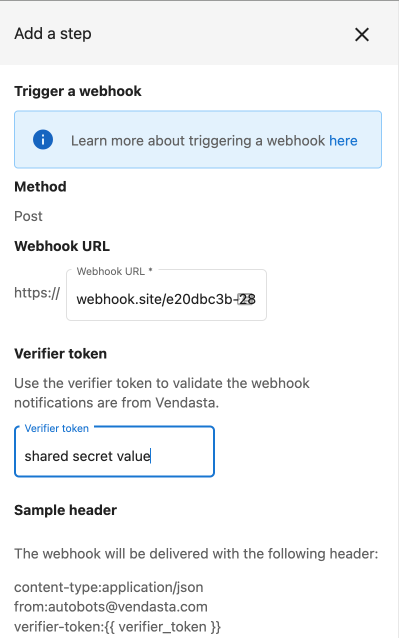 Add a step
Trigger a webhook
Learn more about triggering a webhook here
Method
Post
Webhook URL
Webhook URL *
https:// webhook.site/e20dbc3b-28
Verifier token
Use the verifier token to validate the webhook
notifications are from Vendasta.
Verifier token
shared secret value
Sample header
The webhook will be delivered with the following header:
content-type:application/json
from:autobots@vendasta.com
verifier-token:{{ verifier_token }}